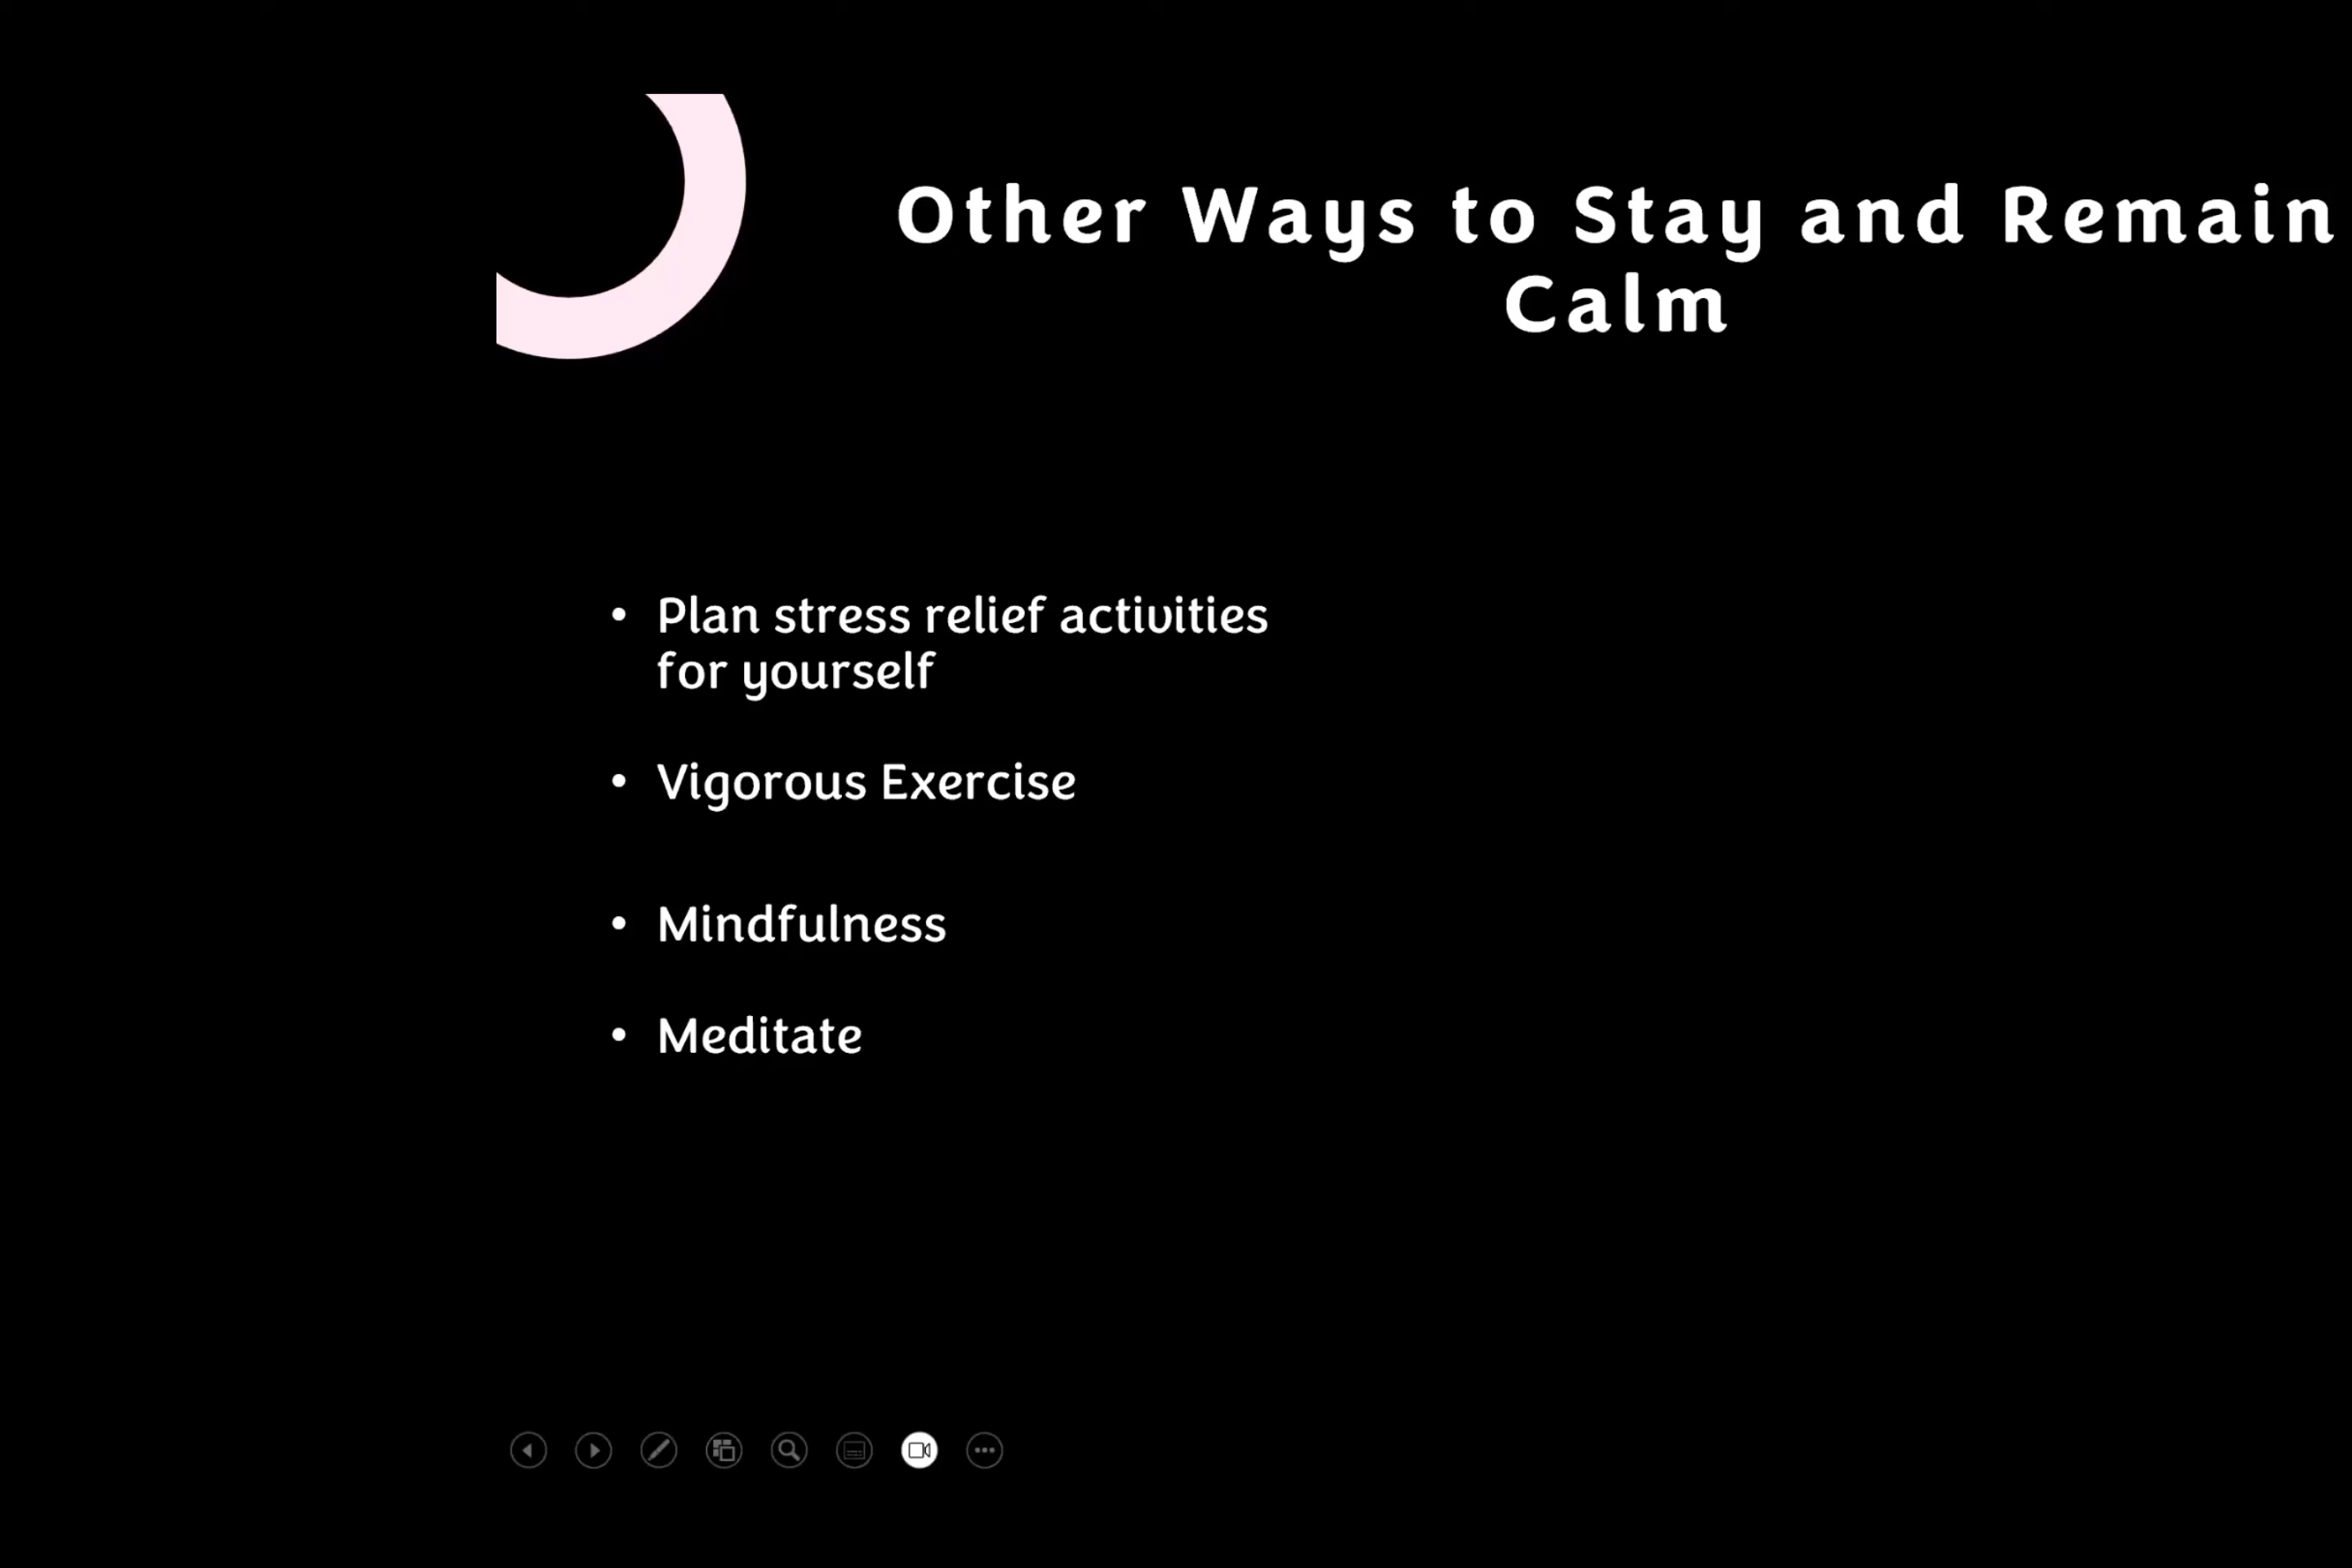 Other Ways to Stay and Remain
Calm
• Plan stress relief activities
for yourself
• Vigorous Exercise
• Mindfulness
• Meditate